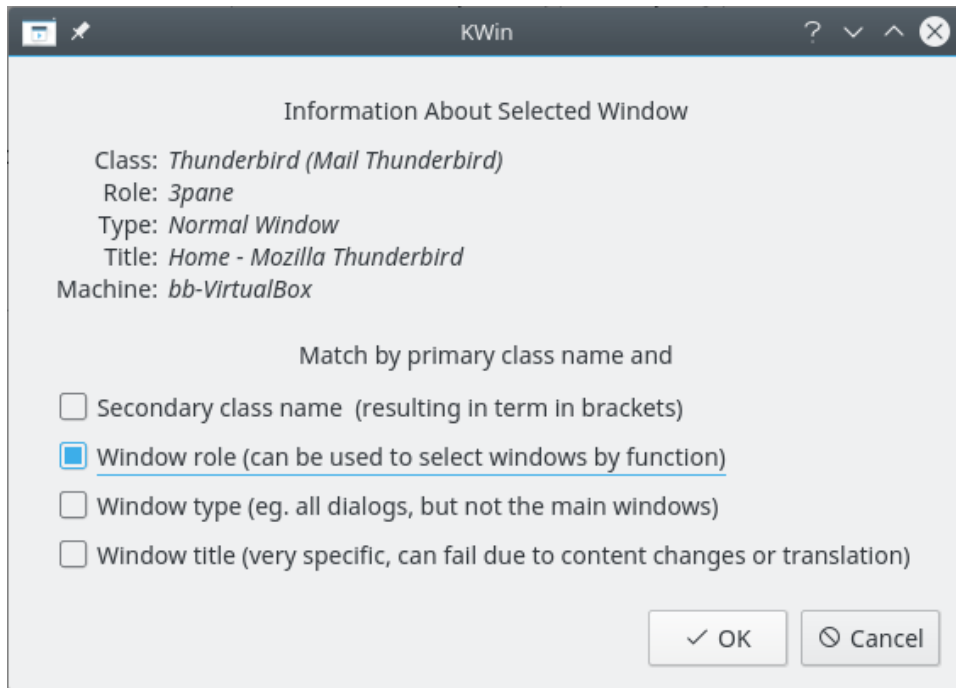 KWin
Information About Selected Window
Class: Thunderbird (Mail Thunderbird)
Role: 3pane
Type: Normal Window
Title: Home - Mozilla Thunderbird
Machine: bb-VirtualBox
Match by primary class name and
Secondary class name (resulting in term in brackets)
Window role (can be used to select windows by function)
Window type (eg. all dialogs, but not the main windows)
Window title (very specific, can fail due to content changes or translation)
OK Cancel